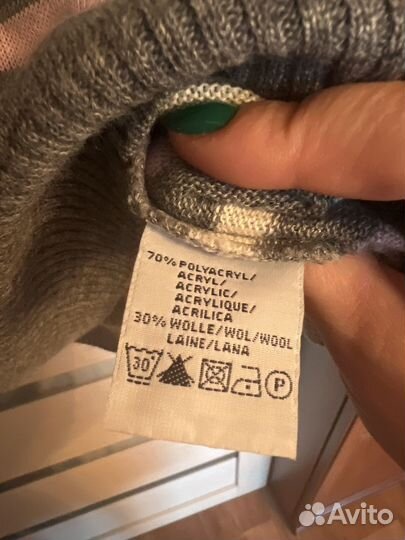 70% POLYACRYL/
ACRYL/
ACRYLIC/
ACRYLIQUE/
ACRILICA
30% WOLLE/WOL/WOOL
LAINE/LANA
30 P
Avito